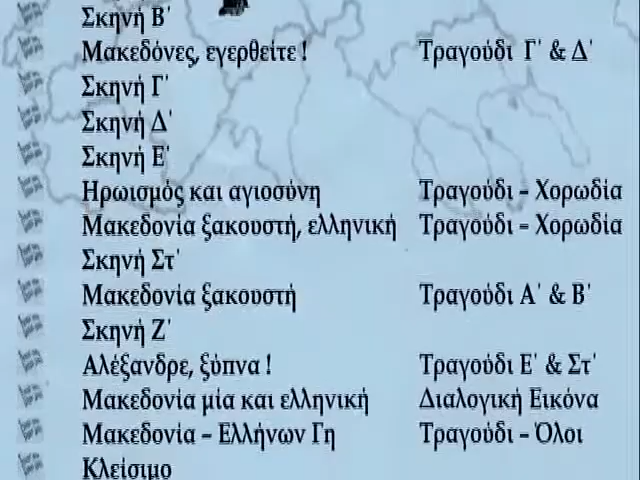 Σκηνή Β'
Μακεδόνες, εγερθείτε ! Τραγούδι Γ' & Δ'
Σκηνή Γ'
Σκηνή Δ'
Σκηνή Ε'
Ηρωισμός και αγιοσύνη Τραγούδι – Χορωδία
Μακεδονία ξακουστή, ελληνική Τραγούδι – Χορωδία
Σκηνή Στ'
Μακεδονία ξακουστή Τραγούδι Α' & Β'
Σκηνή Ζ'
Αλέξανδρε, ξύπνα ! Τραγούδι Ε' & Στ'
Μακεδονία μία και ελληνική Διαλογική Εικόνα
Μακεδονία – Ελλήνων Γη Τραγούδι – Όλοι
Κλείσιμο